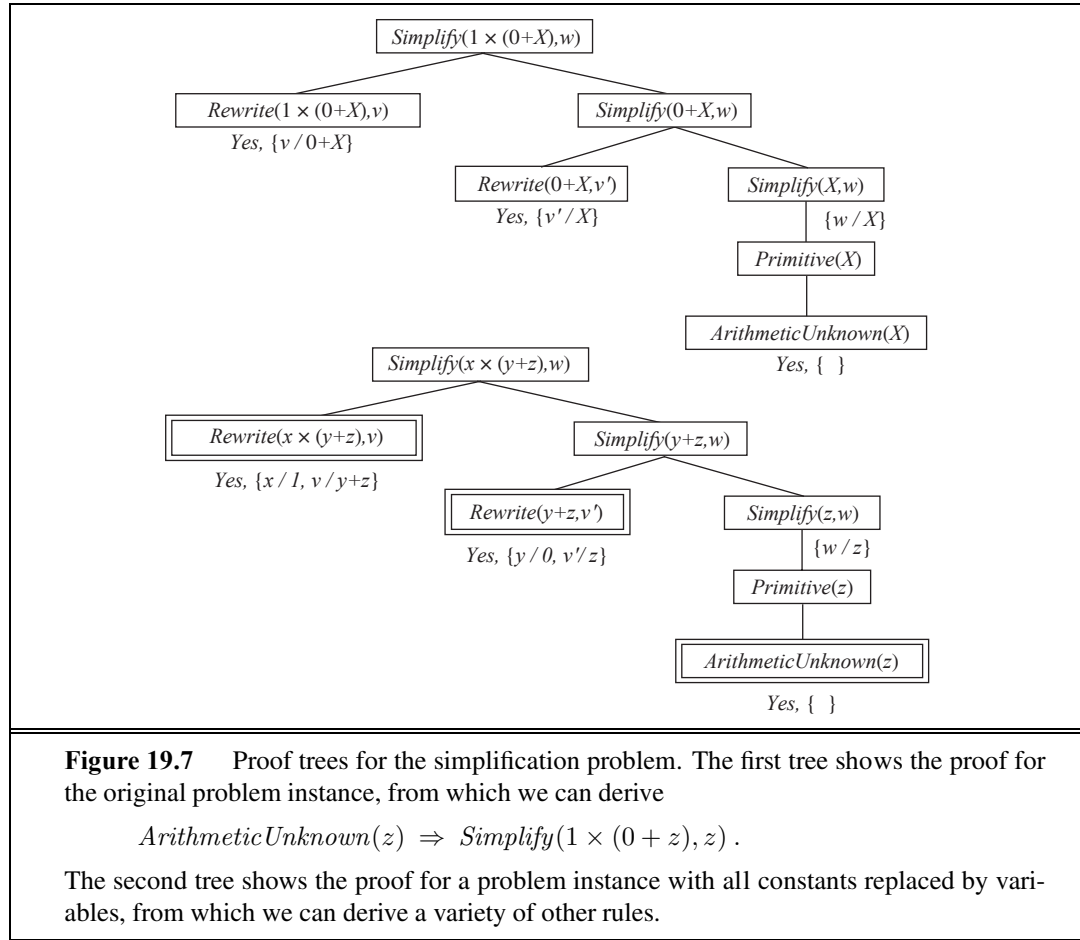 Simplify(1 × (0+X),w)
Rewrite(1 × (0+X),v)
Simplify(0+X,w)
Yes, {v / 0+X}
Rewrite(0+X,v')
Simplify(X,w)
Yes, {v' / X}
{w / X}
Primitive(X)
ArithmeticUnknown(X)
Yes, { }
Simplify(x × (y+z),w)
Rewrite(x × (y+z),v)
Simplify(y+z,w)
Yes, {x / 1, v / y+z}
Rewrite(y+z,v')
Simplify(z,w)
Yes, {y / 0, v'/ z}
{w / z}
Primitive(z)
ArithmeticUnknown(z)
Yes, { }
Figure 19.7 Proof trees for the simplification problem. The first tree shows the proof for
the original problem instance, from which we can derive
ArithmeticUnknown(z) ⇒ Simplify(1 × (0 + z), z) .
The second tree shows the proof for a problem instance with all constants replaced by vari-
ables, from which we can derive a variety of other rules.